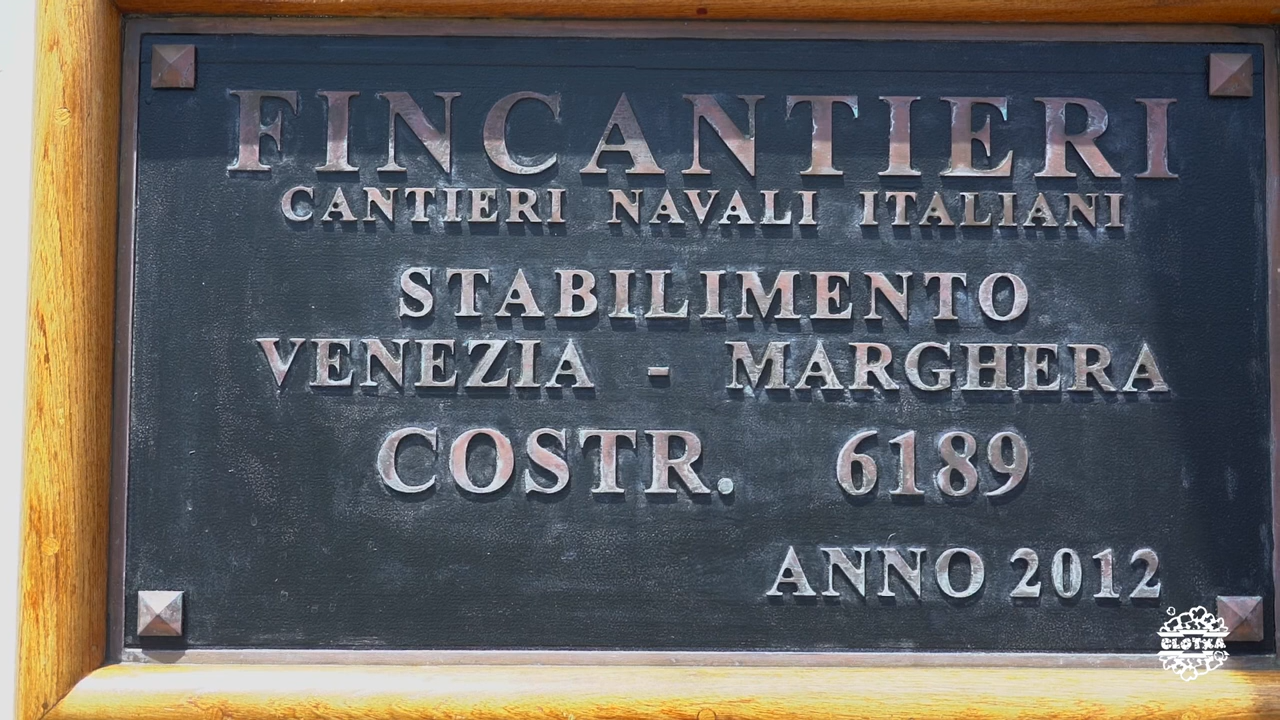 FINCANTIERI
CANTIERI NAVALI ITALIANI
STABILIMENTO
VENEZIA - MARGHERA
COSTR. 6189
ANNO 2012
CLOTXA